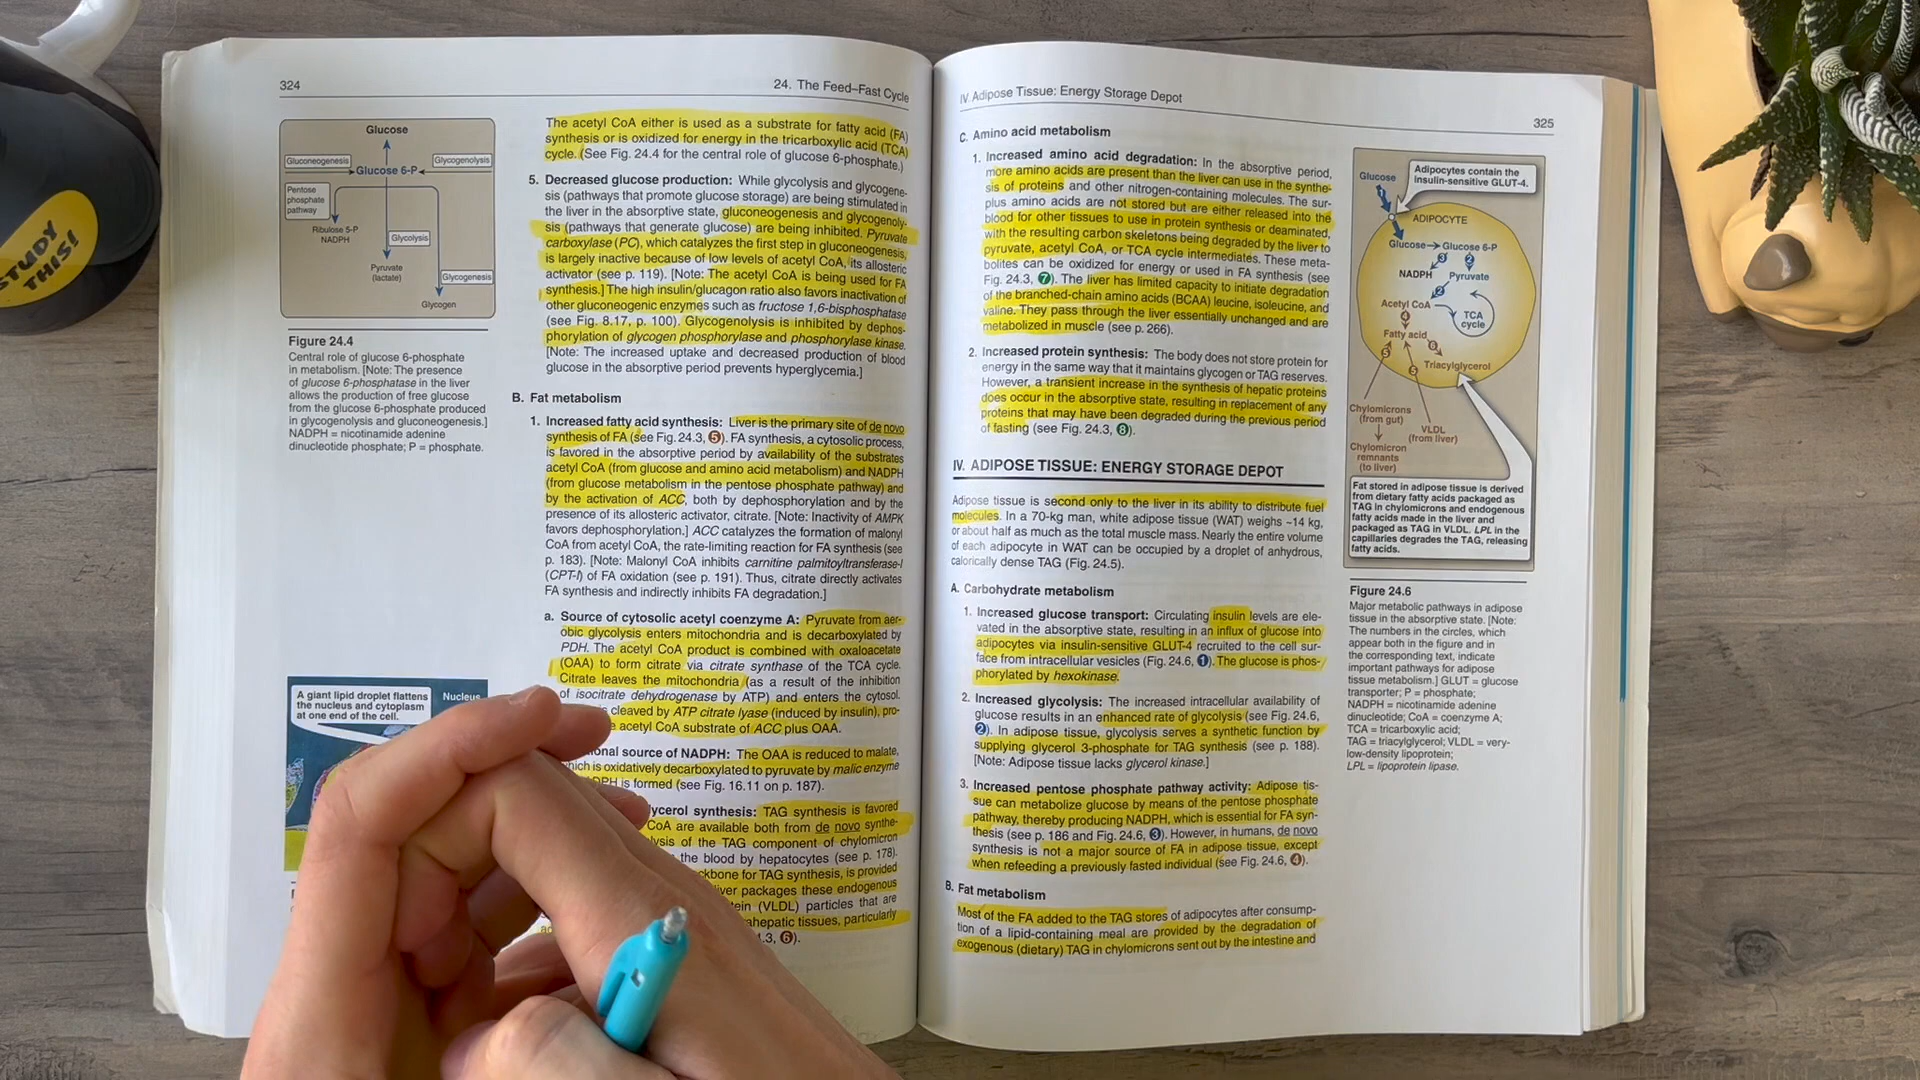 STUDY
THIS!
324
24. The Feed–Fast Cycle
Glucose
Gluconeogenesis
Glycogenolysis
Glucose 6-P
Pentose
phosphate
pathway
Ribulose 5-P
NADPH
Glycolysis
Pyruvate
(lactate)
Glycogenesis
Glycogen
Figure 24.4
Central role of glucose 6-phosphate
in metabolism. [Note: The presence
of glucose 6-phosphatase in the liver
allows the production of free glucose
from the glucose 6-phosphate produced
in glycogenolysis and gluconeogenesis.]
NADPH = nicotinamide adenine
dinucleotide phosphate; P = phosphate.
A giant lipid droplet flattens
the nucleus and cytoplasm
at one end of the cell.
Nucleus
The acetyl CoA either is used as a substrate for fatty acid (FA)
synthesis or is oxidized for energy in the tricarboxylic acid (TCA)
cycle. (See Fig. 24.4 for the central role of glucose 6-phosphate.)
5. Decreased glucose production: While glycolysis and glycogene-
sis (pathways that promote glucose storage) are being stimulated in
the liver in the absorptive state, gluconeogenesis and glycogenoly-
sis (pathways that generate glucose) are being inhibited. Pyruvate
carboxylase (PC), which catalyzes the first step in gluconeogenesis,
is largely inactive because of low levels of acetyl CoA, its allosteric
activator (see p. 119). [Note: The acetyl CoA is being used for FA
synthesis.] The high insulin/glucagon ratio also favors inactivation of
other gluconeogenic enzymes such as fructose 1,6-bisphosphatase
(see Fig. 8.17, p. 100). Glycogenolysis is inhibited by dephos-
phorylation of glycogen phosphorylase and phosphorylase kinase.
[Note: The increased uptake and decreased production of blood
glucose in the absorptive period prevents hyperglycemia.]
B. Fat metabolism
1. Increased fatty acid synthesis: Liver is the primary site of de novo
synthesis of FA (see Fig. 24.3, 5). FA synthesis, a cytosolic process,
is favored in the absorptive period by availability of the substrates
acetyl CoA (from glucose and amino acid metabolism) and NADPH
(from glucose metabolism in the pentose phosphate pathway) and
by the activation of ACC, both by dephosphorylation and by the
presence of its allosteric activator, citrate. [Note: Inactivity of AMPK
favors dephosphorylation.] ACC catalyzes the formation of malonyl
CoA from acetyl CoA, the rate-limiting reaction for FA synthesis (see
p. 183). [Note: Malonyl CoA inhibits carnitine palmitoyltransferase-I
(CPT-I) of FA oxidation (see p. 191). Thus, citrate directly activates
FA synthesis and indirectly inhibits FA degradation.]
a. Source of cytosolic acetyl coenzyme A: Pyruvate from aer-
obic glycolysis enters mitochondria and is decarboxylated by
PDH. The acetyl CoA product is combined with oxaloacetate
(OAA) to form citrate via citrate synthase of the TCA cycle.
Citrate leaves the mitochondria (as a result of the inhibition
of isocitrate dehydrogenase by ATP) and enters the cytosol.
cleaved by ATP citrate lyase (induced by insulin), pro-
acetyl CoA substrate of ACC plus OAA.
source of NADPH: The OAA is reduced to malate,
which is oxidatively decarboxylated to pyruvate by malic enzyme
is formed (see Fig. 16.11 on p. 187).
synthesis: TAG synthesis is favored
CoA are available both from de novo synthe-
of the TAG component of chylomicron
the blood by hepatocytes (see p. 178).
for TAG synthesis, is provided
liver packages these endogenous
(VLDL) particles that are
tissues, particularly
6).
IV. Adipose Tissue: Energy Storage Depot
325
C. Amino acid metabolism
1. Increased amino acid degradation: In the absorptive period,
more amino acids are present than the liver can use in the synthe-
sis of proteins and other nitrogen-containing molecules. The sur-
plus amino acids are not stored but are either released into the
blood for other tissues to use in protein synthesis or deaminated,
with the resulting carbon skeletons being degraded by the liver to
pyruvate, acetyl CoA, or TCA cycle intermediates. These meta-
bolites can be oxidized for energy or used in FA synthesis (see
Fig. 24.3, 7). The liver has limited capacity to initiate degradation
of the branched-chain amino acids (BCAA) leucine, isoleucine, and
valine. They pass through the liver essentially unchanged and are
metabolized in muscle (see p. 266).
2. Increased protein synthesis: The body does not store protein for
energy in the same way that it maintains glycogen or TAG reserves.
However, a transient increase in the synthesis of hepatic proteins
does occur in the absorptive state, resulting in replacement of any
proteins that may have been degraded during the previous period
of fasting (see Fig. 24.3, 8).
IV. ADIPOSE TISSUE: ENERGY STORAGE DEPOT
Adipose tissue is second only to the liver in its ability to distribute fuel
molecules. In a 70-kg man, white adipose tissue (WAT) weighs ~14 kg,
or about half as much as the total muscle mass. Nearly the entire volume
of each adipocyte in WAT can be occupied by a droplet of anhydrous,
calorically dense TAG (Fig. 24.5).
A. Carbohydrate metabolism
1. Increased glucose transport: Circulating insulin levels are ele-
vated in the absorptive state, resulting in an influx of glucose into
adipocytes via insulin-sensitive GLUT-4 recruited to the cell sur-
face from intracellular vesicles (Fig. 24.6, 1). The glucose is phos-
phorylated by hexokinase.
2. Increased glycolysis: The increased intracellular availability of
glucose results in an enhanced rate of glycolysis (see Fig. 24.6,
2). In adipose tissue, glycolysis serves a synthetic function by
supplying glycerol 3-phosphate for TAG synthesis (see p. 188).
[Note: Adipose tissue lacks glycerol kinase.]
3. Increased pentose phosphate pathway activity: Adipose tis-
sue can metabolize glucose by means of the pentose phosphate
pathway, thereby producing NADPH, which is essential for FA syn-
thesis (see p. 186 and Fig. 24.6, 3). However, in humans, de novo
synthesis is not a major source of FA in adipose tissue, except
when refeeding a previously fasted individual (see Fig. 24.6, 4).
B. Fat metabolism
Most of the FA added to the TAG stores of adipocytes after consump-
tion of a lipid-containing meal are provided by the degradation of
exogenous (dietary) TAG in chylomicrons sent out by the intestine and
Glucose
Adipocytes contain the
insulin-sensitive GLUT-4.
1
ADIPOCYTE
Glucose
Glucose 6-P
3
2
NADPH
Pyruvate
2
Acetyl CoA
4
TCA
cycle
Fatty acid
5
6
5
Triacylglycerol
Chylomicrons
(from gut)
VLDL
(from liver)
Chylomicron
remnants
(to liver)
Fat stored in adipose tissue is derived
from dietary fatty acids packaged as
TAG in chylomicrons and endogenous
fatty acids made in the liver and
packaged as TAG in VLDL. LPL in the
capillaries degrades the TAG, releasing
fatty acids.
Figure 24.6
Major metabolic pathways in adipose
tissue in the absorptive state. [Note:
The numbers in the circles, which
appear both in the figure and in
the corresponding text, indicate
important pathways for adipose
tissue metabolism.] GLUT = glucose
transporter; P = phosphate;
NADPH = nicotinamide adenine
dinucleotide; CoA = coenzyme A;
TCA = tricarboxylic acid;
TAG = triacylglycerol; VLDL = very-
low-density lipoprotein;
LPL = lipoprotein lipase.